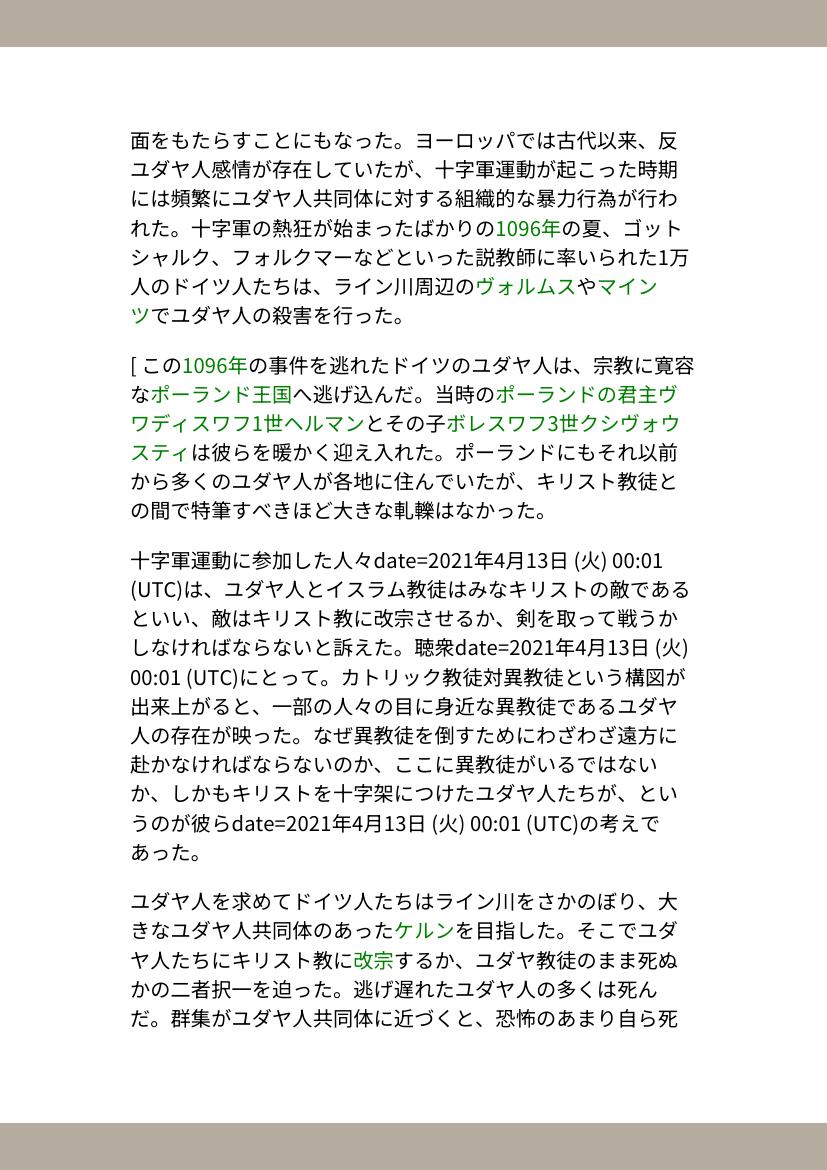 面をもたらすことにもなった。ヨーロッパでは古代以来、反
ユダヤ人感情が存在していたが、十字軍運動が起こった時期
には頻繁にユダヤ人共同体に対する組織的な暴力行為が行わ
れた。十字軍の熱狂が始まったばかりの1096年の夏、ゴット
シャルク、フォルクマーなどといった説教師に率いられた1万
人のドイツ人たちは、ライン川周辺のヴォルムスやマイン
ツでユダヤ人の殺害を行った。
[ この1096年の事件を逃れたドイツのユダヤ人は、宗教に寛容
なポーランド王国へ逃げ込んだ。当時のポーランドの君主ヴ
ワディスワフ1世ヘルマンとその子ボレスワフ3世クシヴォウ
スティは彼らを暖かく迎え入れた。ポーランドにもそれ以前
から多くのユダヤ人が各地に住んでいたが、キリスト教徒と
の間で特筆すべきほど大きな軋轢はなかった。
十字軍運動に参加した人々date=2021年4月13日 (火) 00:01
(UTC)は、ユダヤ人とイスラム教徒はみなキリストの敵である
といい、敵はキリスト教に改宗させるか、剣を取って戦うか
しなければならないと訴えた。聴衆date=2021年4月13日 (火)
00:01 (UTC)にとって。カトリック教徒対異教徒という構図が
出来上がると、一部の人々の目に身近な異教徒であるユダヤ
人の存在が映った。なぜ異教徒を倒すためにわざわざ遠方に
赴かなければならないのか、ここに異教徒がいるではない
か、しかもキリストを十字架につけたユダヤ人たちが、とい
うのが彼らdate=2021年4月13日 (火) 00:01 (UTC)の考えで
あった。
ユダヤ人を求めてドイツ人たちはライン川をさかのぼり、大
きなユダヤ人共同体のあったケルンを目指した。そこでユダ
ヤ人たちにキリスト教に改宗するか、ユダヤ教徒のまま死ぬ
かの二者択一を迫った。逃げ遅れたユダヤ人の多くは死ん
だ。群集がユダヤ人共同体に近づくと、恐怖のあまり自ら死